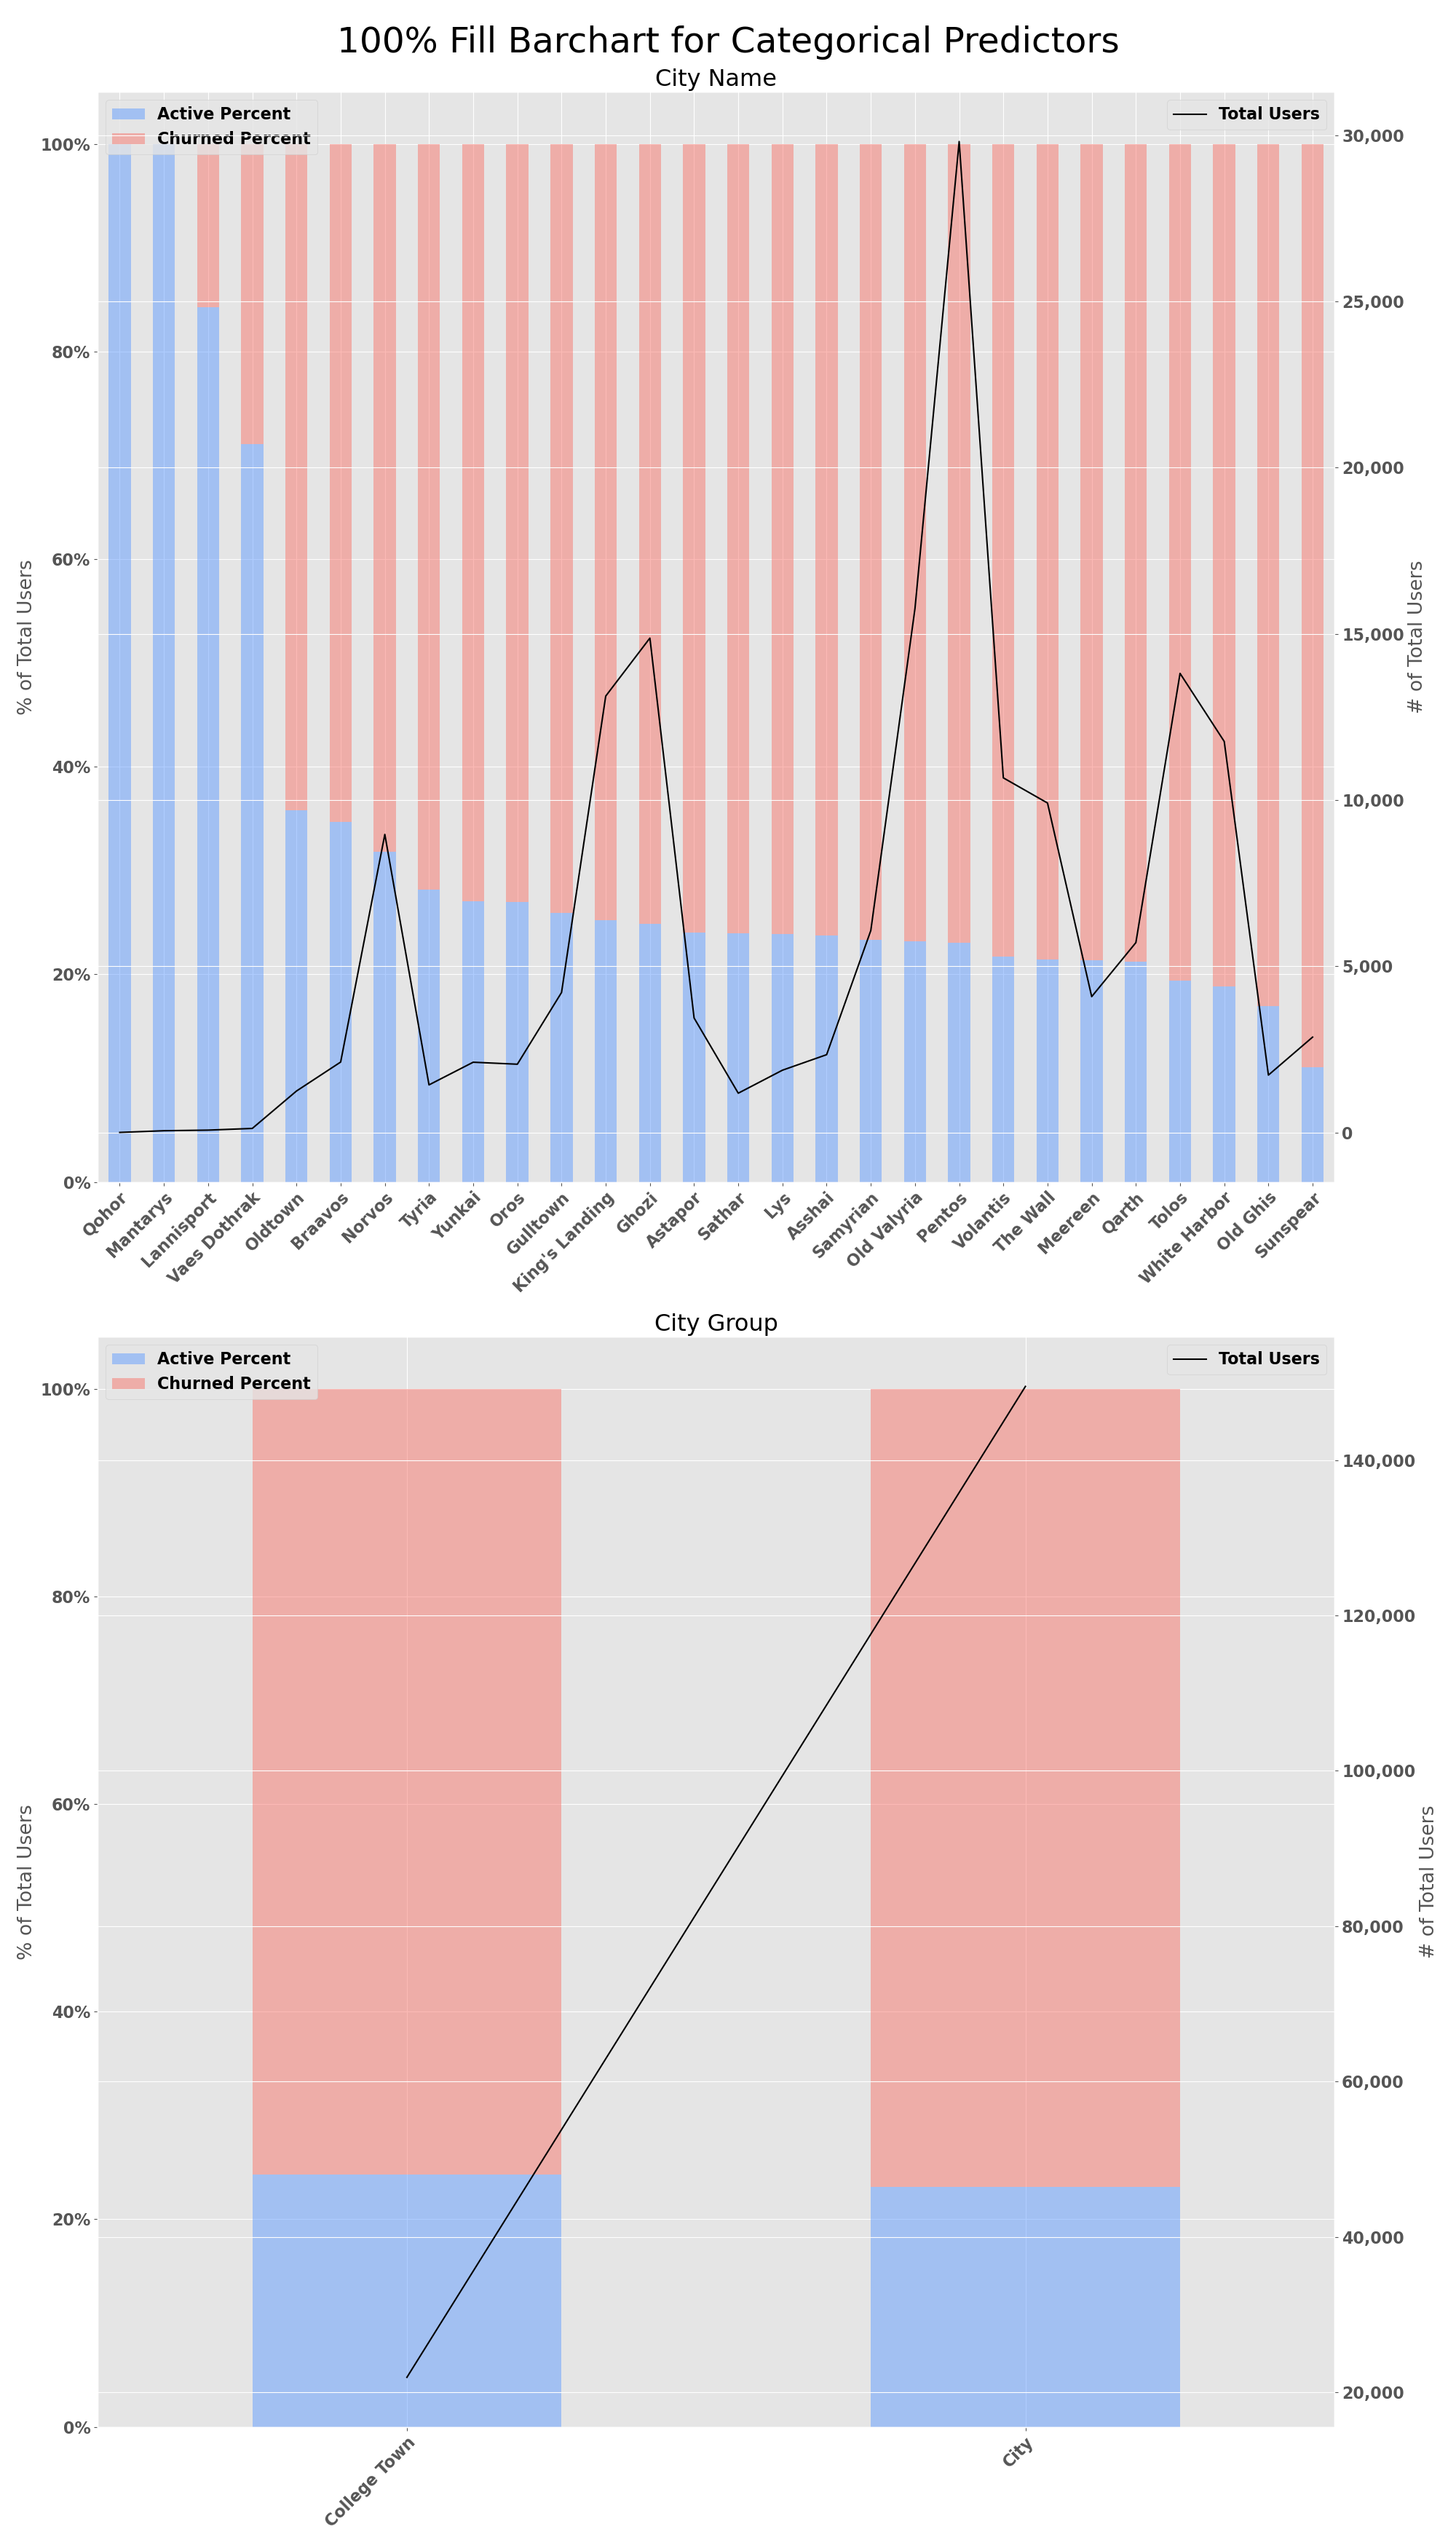 100% Fill Barchart for Categorical Predictors
City Name
Active Percent
Churned Percent
Total Users
% of Total Users
100%
80%
60%
40%
20%
0%
30,000
25,000
20,000
15,000
10,000
5,000
0
# of Total Users
Qohor
Mantarys
Lannisport
Vaes Dothrak
Oldtown
Braavos
Norvos
Tyria
Yunkai
Oros
Gulltown
King's Landing
Ghozi
Astapor
Sathar
Lys
Asshai
Samyrian
Old Valyria
Pentos
Volantis
The Wall
Meereen
Qarth
Tolos
White Harbor
Old Ghis
Sunspear
City Group
Active Percent
Churned Percent
Total Users
% of Total Users
100%
80%
60%
40%
20%
0%
140,000
120,000
100,000
80,000
60,000
40,000
20,000
# of Total Users
College Town
City